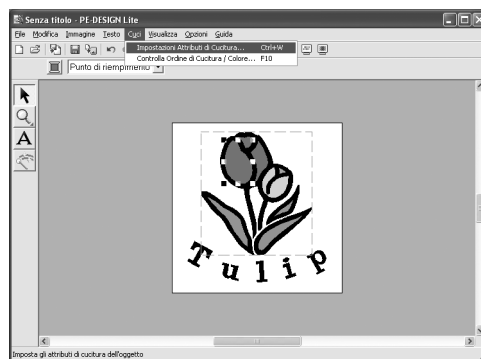 Senza titolo - PE-DESIGN Lite
File Modifica Immagine Testo Cuci Visualizza Opzioni Guida
Impostazioni Attributi di Cucitura... Ctrl+W
Controlla Ordine di Cucitura / Colore... F10
Punto di riempimento
A
Tulip
Imposta gli attributi di cucitura dell'oggetto